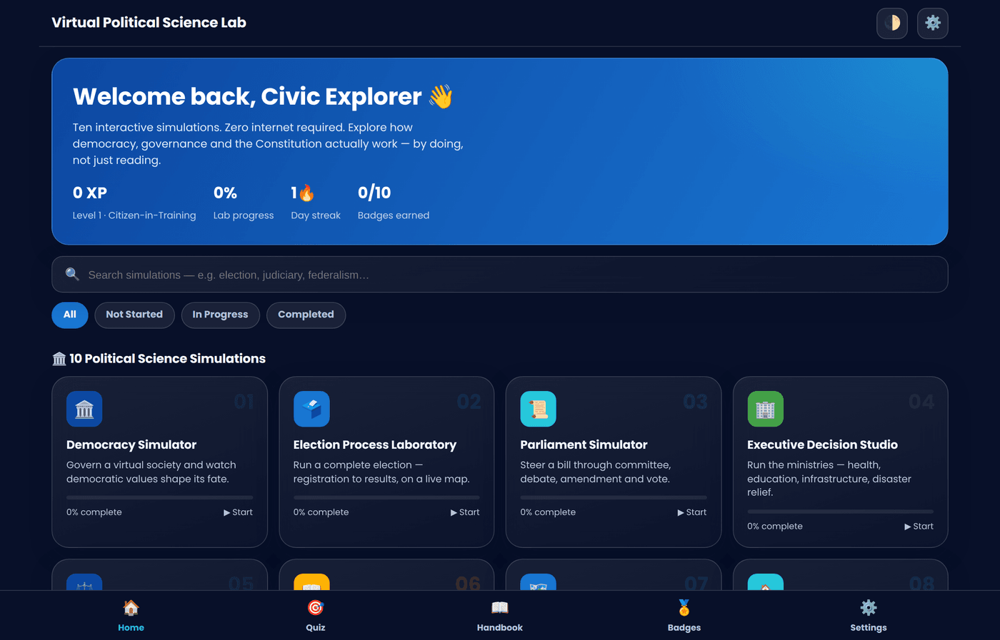 Virtual Political Science Lab
Welcome back, Civic Explorer 👋
Ten interactive simulations. Zero internet required. Explore how
democracy, governance and the Constitution actually work — by doing,
not just reading.
0 XP
Level 1 · Citizen-in-Training
0%
Lab progress
1🔥
Day streak
0/10
Badges earned
Search simulations — e.g. election, judiciary, federalism…
All
Not Started
In Progress
Completed
🏛️ 10 Political Science Simulations
01
Democracy Simulator
Govern a virtual society and watch
democratic values shape its fate.
0% complete
▶ Start
02
Election Process Laboratory
Run a complete election —
registration to results, on a live map.
0% complete
▶ Start
03
Parliament Simulator
Steer a bill through committee,
debate, amendment and vote.
0% complete
▶ Start
04
Executive Decision Studio
Run the ministries — health,
education, infrastructure, disaster
relief.
0% complete
▶ Start
05
06
07
08
Home
Quiz
Handbook
Badges
Settings